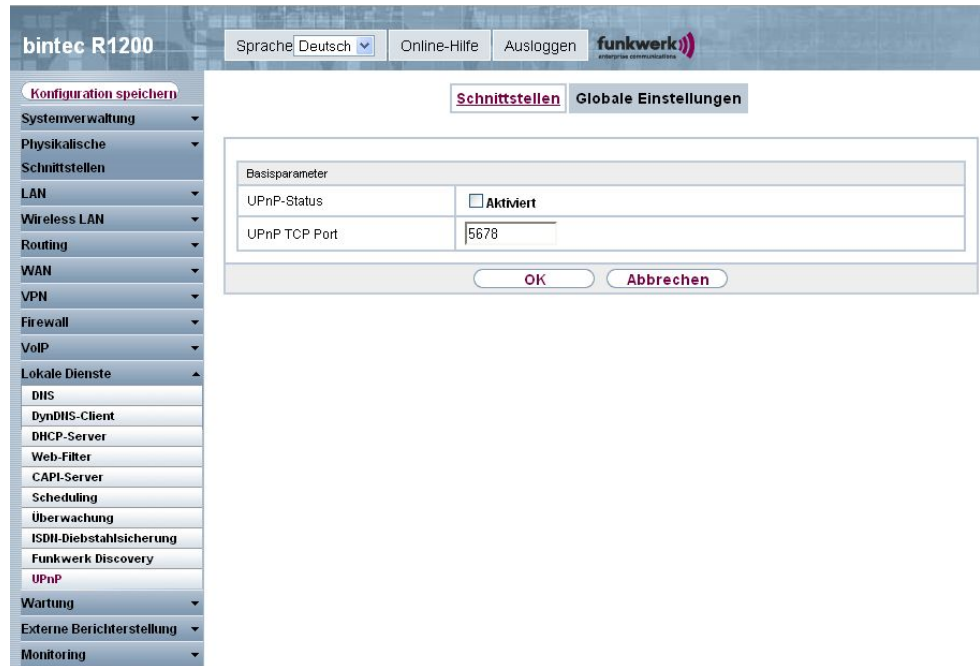 bintec R1200
Sprache Deutsch
Online-Hilfe
Ausloggen
funkwerk
enterprise communications
Konfiguration speichern
Systemverwaltung
Physikalische
Schnittstellen
LAN
Wireless LAN
Routing
WAN
VPN
Firewall
VoIP
Lokale Dienste
DNS
DynDNS-Client
DHCP-Server
Web-Filter
CAPI-Server
Scheduling
Überwachung
ISDN-Diebstahlsicherung
Funkwerk Discovery
UPnP
Wartung
Externe Berichterstellung
Monitoring
Schnittstellen
Globale Einstellungen
Basisparameter
UPnP-Status
Aktiviert
UPnP TCP Port
5678
OK
Abbrechen